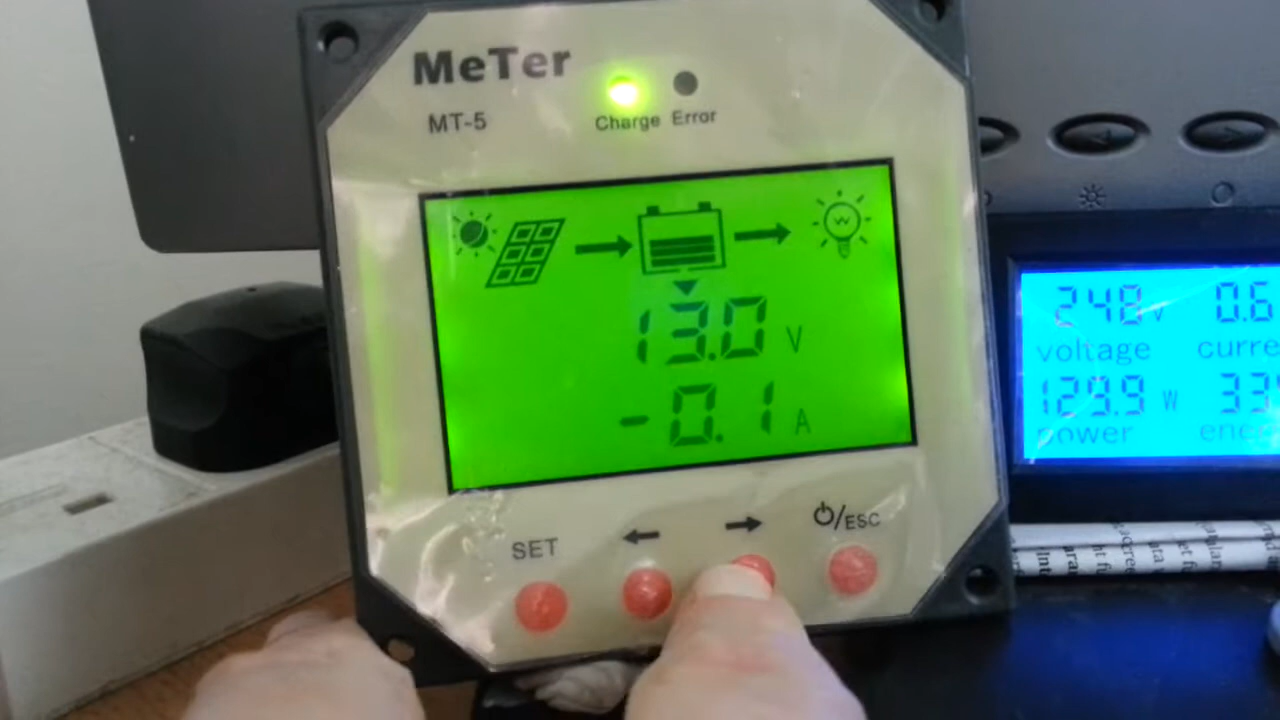 MeTer
MT-5
Charge Error
13.0 V
-0.1 A
SET
/ESC
248 V 0.6
voltage curre
129.9 W 33
power ene